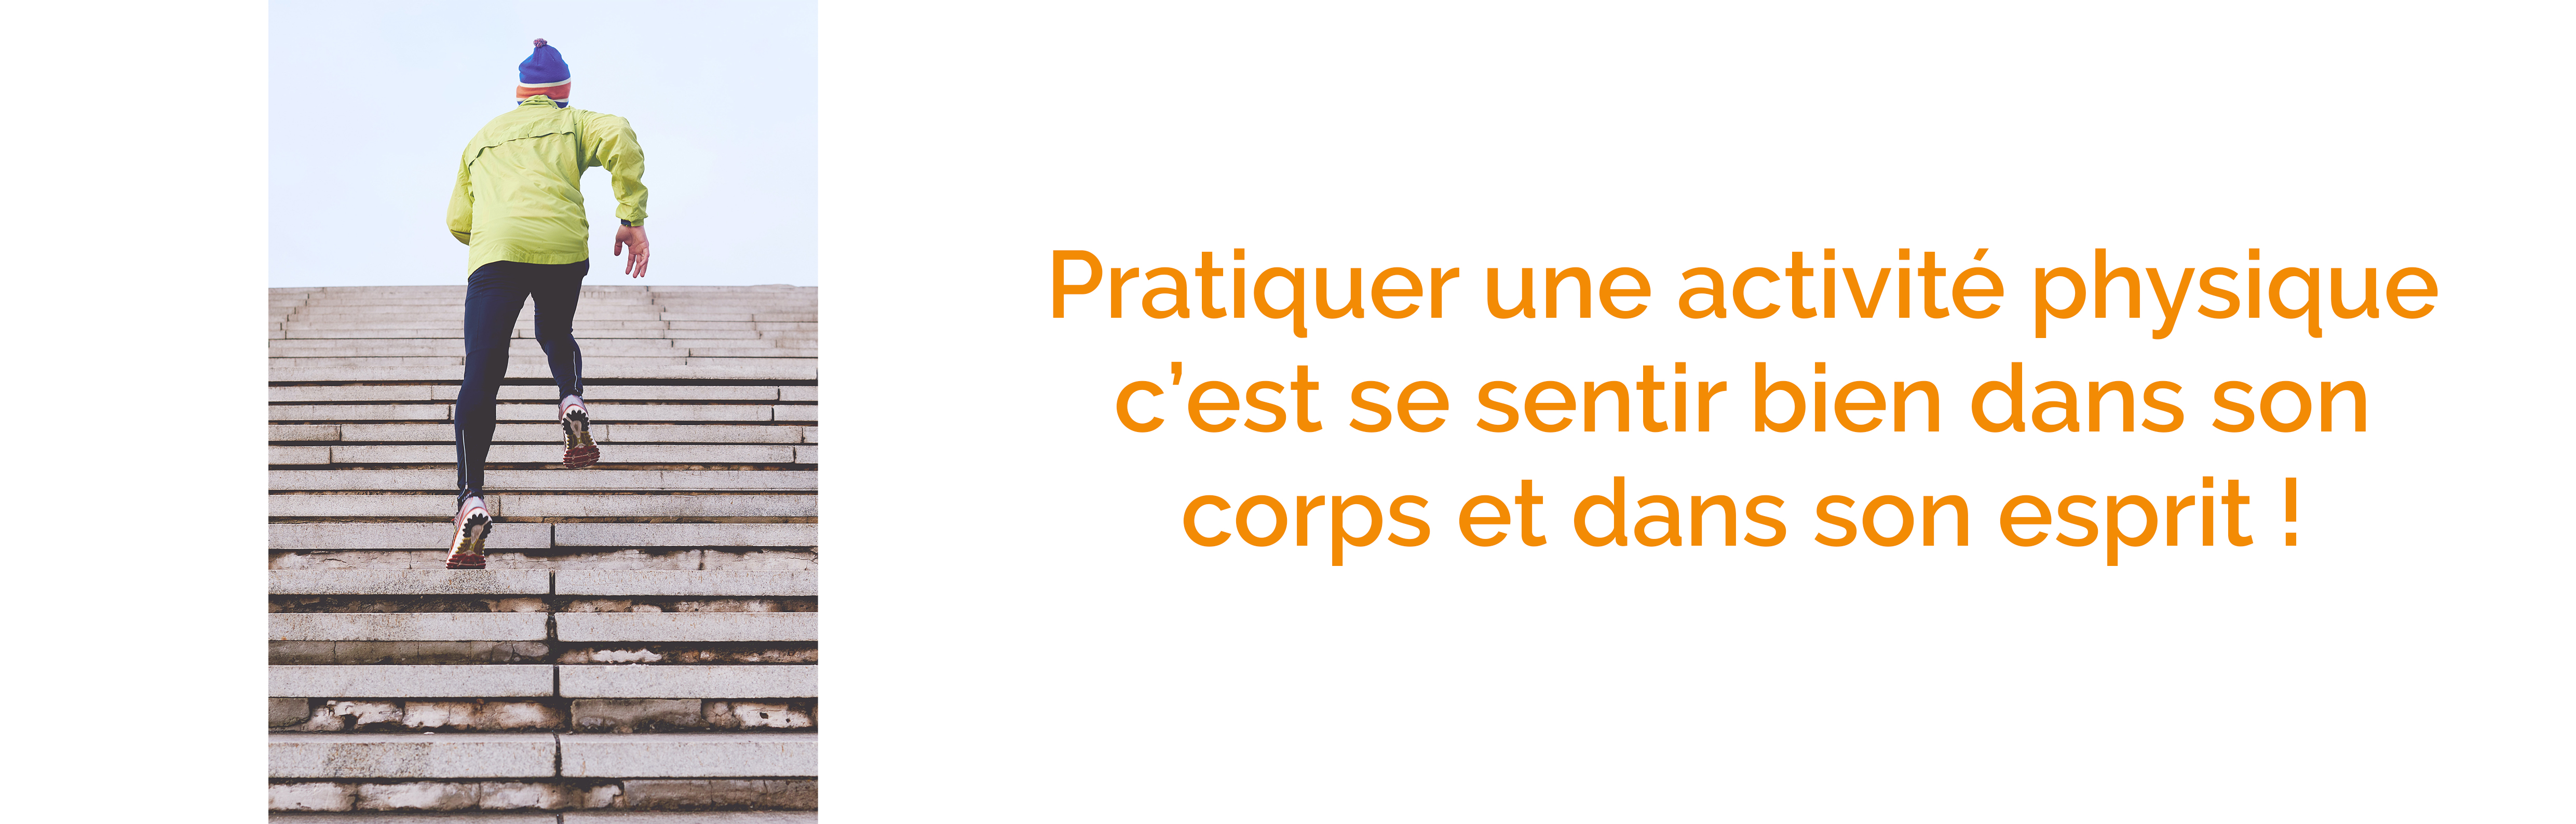 Pratiquer une activité physique
c’est se sentir bien dans son
corps et dans son esprit !